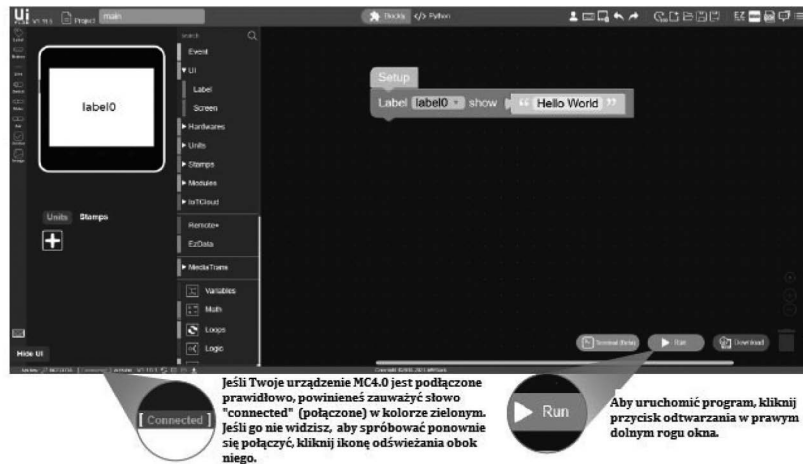 Ui
Project
main
Blocks
</> Python
label0
Units
Stamps
Hide UI
Search
Event
UI
Label
Screen
Hardwares
Units
Stamps
Modules
IoTCloud
Remote+
EzData
MediaTrans
Variables
Math
Loops
Logic
Setup
Label label0 show “ Hello World ”
Run
Download
[ Connected ]
Jeśli Twoje urządzenie MC4.0 jest podłączone
prawidłowo, powinieneś zauważyć słowo
"connected" (połączone) w kolorze zielonym.
Jeśli go nie widzisz, aby spróbować ponownie
się połączyć, kliknij ikonę odświeżania obok
niego.
Run
Aby uruchomić program, kliknij
przycisk odtwarzania w prawym
dolnym rogu okna.